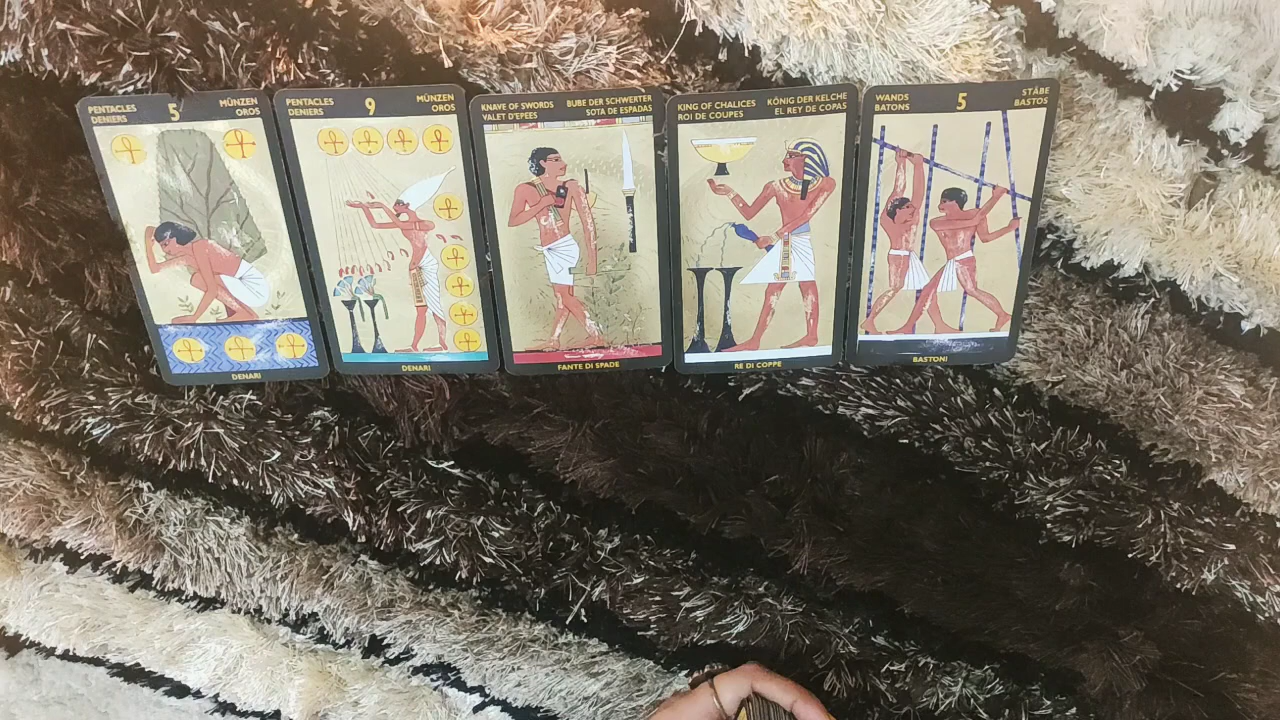 PENTACLES 5 MÜNZEN
DENIERS OROS
DENARI
PENTACLES 9 MÜNZEN
DENIERS OROS
DENARI
KNAVE OF SWORDS BUBE DER SCHWERTER
VALET D'EPEES SOTA DE ESPADAS
FANTE DI SPADE
KING OF CHALICES KÖNIG DER KELCHE
ROI DE COUPES EL REY DE COPAS
RE DI COPPE
WANDS 5 STÄBE
BATONS BASTOS
BASTONI